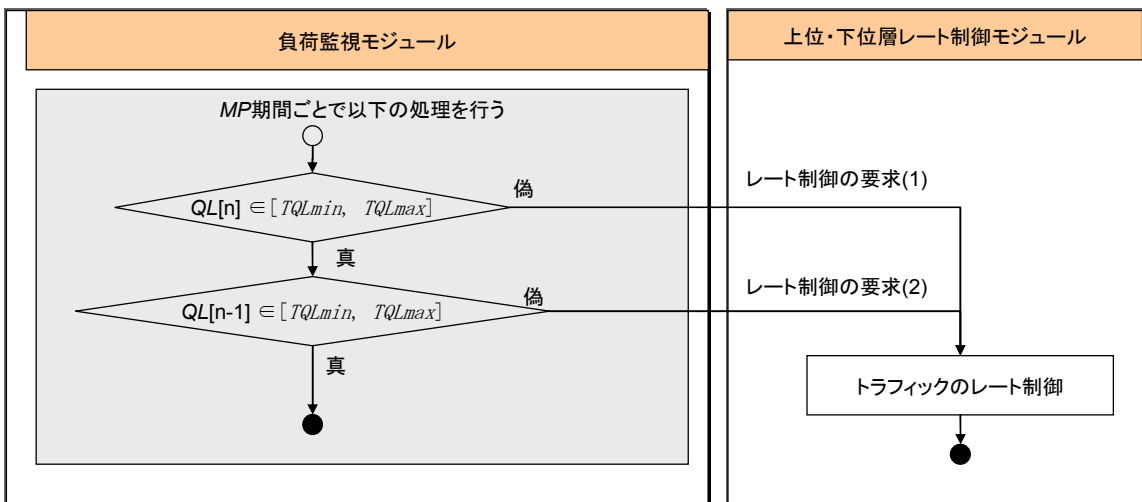 負荷監視モジュール
上位・下位層レート制御モジュール
MP期間ごとで以下の処理を行う
QL[n] ∈[TQLmin, TQLmax]
偽
レート制御の要求(1)
真
QL[n-1] ∈[TQLmin, TQLmax]
偽
レート制御の要求(2)
真
トラフィックのレート制御